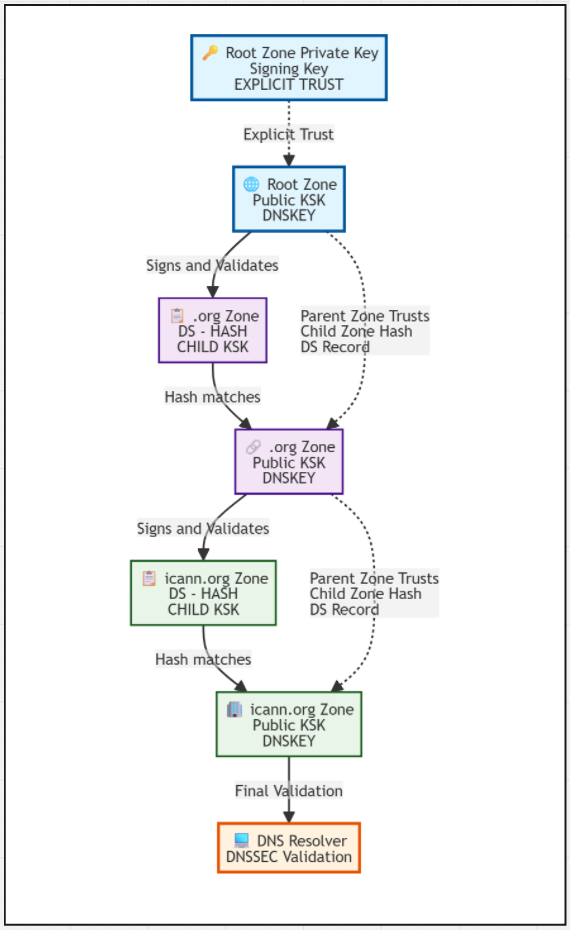 Root Zone Private Key
Signing Key
EXPLICIT TRUST
Explicit Trust
Root Zone
Public KSK
DNSKEY
Signs and Validates
.org Zone
DS - HASH
CHILD KSK
Parent Zone Trusts
Child Zone Hash
DS Record
Hash matches
.org Zone
Public KSK
DNSKEY
Signs and Validates
icann.org Zone
DS - HASH
CHILD KSK
Parent Zone Trusts
Child Zone Hash
DS Record
Hash matches
icann.org Zone
Public KSK
DNSKEY
Final Validation
DNS Resolver
DNSSEC Validation